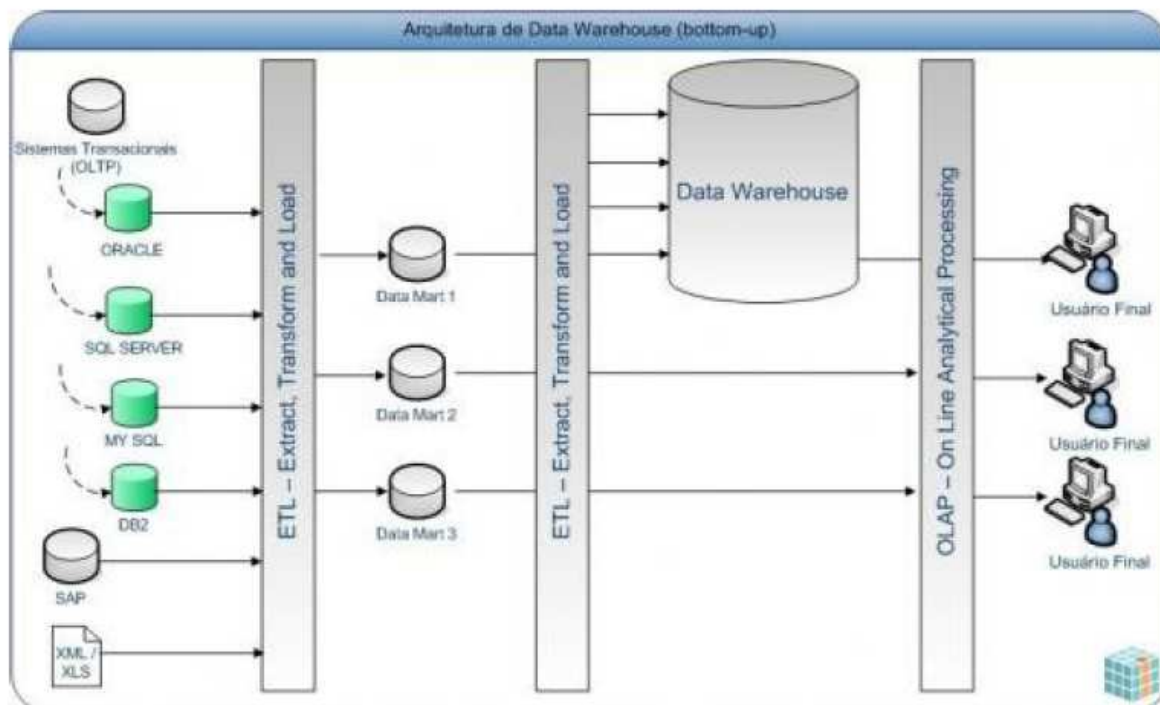 Arquitetura de Data Warehouse (bottom-up)
Sistemas Transacionais
(OLTP)
ORACLE
SQL SERVER
MY SQL
DB2
SAP
XML /
XLS
ETL – Extract, Transform and Load
Data Mart 1
Data Mart 2
Data Mart 3
ETL – Extract, Transform and Load
Data Warehouse
OLAP – On Line Analytical Processing
Usuário Final
Usuário Final
Usuário Final